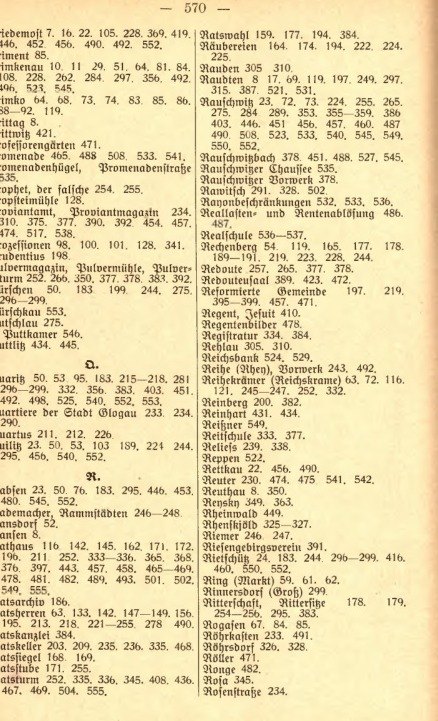 — 570 —
riedemost 7. 16. 22. 105. 228. 369. 419.
446. 452. 456. 490. 492. 552.
riment 85.
rimkenau 10. 11 29. 51. 64. 81. 84.
108. 228. 262. 284. 297. 356. 492.
496. 523. 545.
rimko 64. 68. 73. 74. 83. 85. 86.
88—92. 119.
rittag 8.
rittwitz 421.
rofessorengärten 471.
romenade 465. 488 508. 533. 541.
romenadenhügel, Promenadenstraße
535.
rophet, der falsche 254. 255.
ropsteimühle 128.
roviantamt, Proviantmagazin 234.
310. 375. 377. 390. 392. 454. 457.
474. 517. 538.
rozessionen 98. 100. 101. 128. 341.
rudentius 198.
ulvermagazin, Pulvermühle, Pulver-
turm 252. 266. 350. 377. 378. 383. 392.
ürschen 50. 183. 199. 244. 275.
296—299.
ürschkau 553.
utschlau 275.
Puttkamer 546.
uttlitz 434. 445.
Q.
uaritz 50. 53 95. 183. 215—218. 281
296—299. 332. 356. 383. 403. 451.
492. 498. 525. 540. 552. 553.
uartiere der Stadt Glogau 233. 234.
290.
uartus 211. 212. 226.
uilitz 23. 50. 53. 103 189. 224 244.
295. 456. 540. 552.
R.
absen 23. 50. 76. 183. 295. 446. 453.
480. 545. 552.
ademacher, Rammstädten 246—248.
ansdorf 52.
ansen 8.
athaus 116 142. 145. 162. 171. 172.
196. 211. 252. 333—336. 365. 368.
376. 397. 443. 457. 458. 465—469.
478. 481. 482. 489. 493. 501. 502.
549. 555.
atsarchiv 186.
atsherren 63. 133. 142. 147—149. 156.
195. 213. 218. 221—255. 278 490.
atskanzlei 384.
atskeller 203. 209. 235. 236. 335. 468.
atssiegel 168. 169.
atsstube 171. 255.
atsturm 252. 335. 336. 345. 408. 436.
467. 469. 504. 555.
Ratswahl 159. 177. 194. 384.
Räubereien 164. 174. 194. 222. 224.
225.
Rauden 305 310.
Raudten 8 17. 69. 119. 197. 249. 297.
315. 387. 521. 531.
Rauschwitz 23. 72. 73. 224. 255. 265.
275. 284 289. 353. 355—359. 386
403. 446. 451 456. 457. 460. 487
490 508. 523. 533. 540. 545. 549.
550. 552.
Rauschwitzbach 378. 451. 488. 527. 545.
Rauschwitzer Chaussee 535.
Rauschwitzer Vorwerk 378.
Rawitsch 291. 328. 502.
Rayonbeschränkungen 532, 533. 536.
Reallasten- und Rentenablösung 486.
487.
Realschule 536—537.
Rechenberg 54. 119. 165. 177. 178.
189—191. 219. 223. 228. 244.
Redoute 257. 265. 377. 378.
Redoutensaal 389. 423. 472.
Reformierte Gemeinde 197. 219.
395—399. 457. 471.
Regent, Jesuit 410.
Regentenbilder 478.
Registratur 334. 384.
Rehlau 305. 310.
Reichsbank 524. 529.
Reihe (Rhen), Vorwerk 243. 492.
Reihekrämer (Reichskrame) 63. 72. 116.
121. 245—247. 252. 332.
Reinberg 200. 382.
Reinhart 431. 434.
Reißner 549.
Reitschule 333. 377.
Reliefs 239. 338.
Reppen 522.
Rettkau 22. 456. 490.
Reuter 230. 474. 475 541. 542.
Reuthau 8. 350.
Reysky 349. 363.
Rheinwald 449.
Rhenskjöld 325—327.
Riemer 246 247.
Riesengebirgsverein 391.
Rietschütz 24. 183. 244. 296—299. 416.
460. 550. 552.
Ring (Markt) 59. 61. 62.
Rinnersdorf (Groß) 299.
Ritterschaft, Rittersitze 178. 179.
254—256. 295. 383.
Rogasen 67. 84. 85.
Röhrkasten 233. 491.
Röhrsdorf 326. 328.
Röller 471.
Ronge 482.
Rosa 345.
Rosenstraße 234.